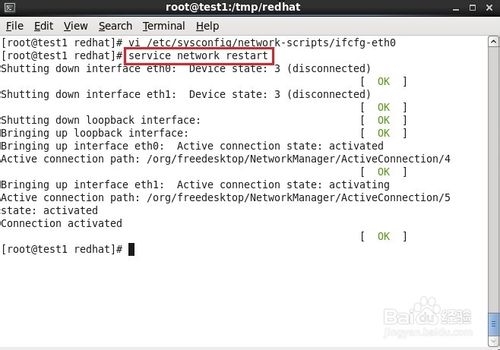 root@test1:/tmp/redhat
File Edit View Search Terminal Help
[root@test1 redhat]# vi /etc/sysconfig/network-scripts/ifcfg-eth0
[root@test1 redhat]# service network restart
Shutting down interface eth0:  Device state: 3 (disconnected)
[  OK  ]
Shutting down interface eth1:  Device state: 3 (disconnected)
[  OK  ]
Shutting down loopback interface:
[  OK  ]
Bringing up loopback interface:
[  OK  ]
Bringing up interface eth0:  Active connection state: activated
Active connection path: /org/freedesktop/NetworkManager/ActiveConnection/4
[  OK  ]
Bringing up interface eth1:  Active connection state: activating
Active connection path: /org/freedesktop/NetworkManager/ActiveConnection/5
state: activated
Connection activated
[  OK  ]
[root@test1 redhat]#
Baidu 经验
jingyan.baidu.com